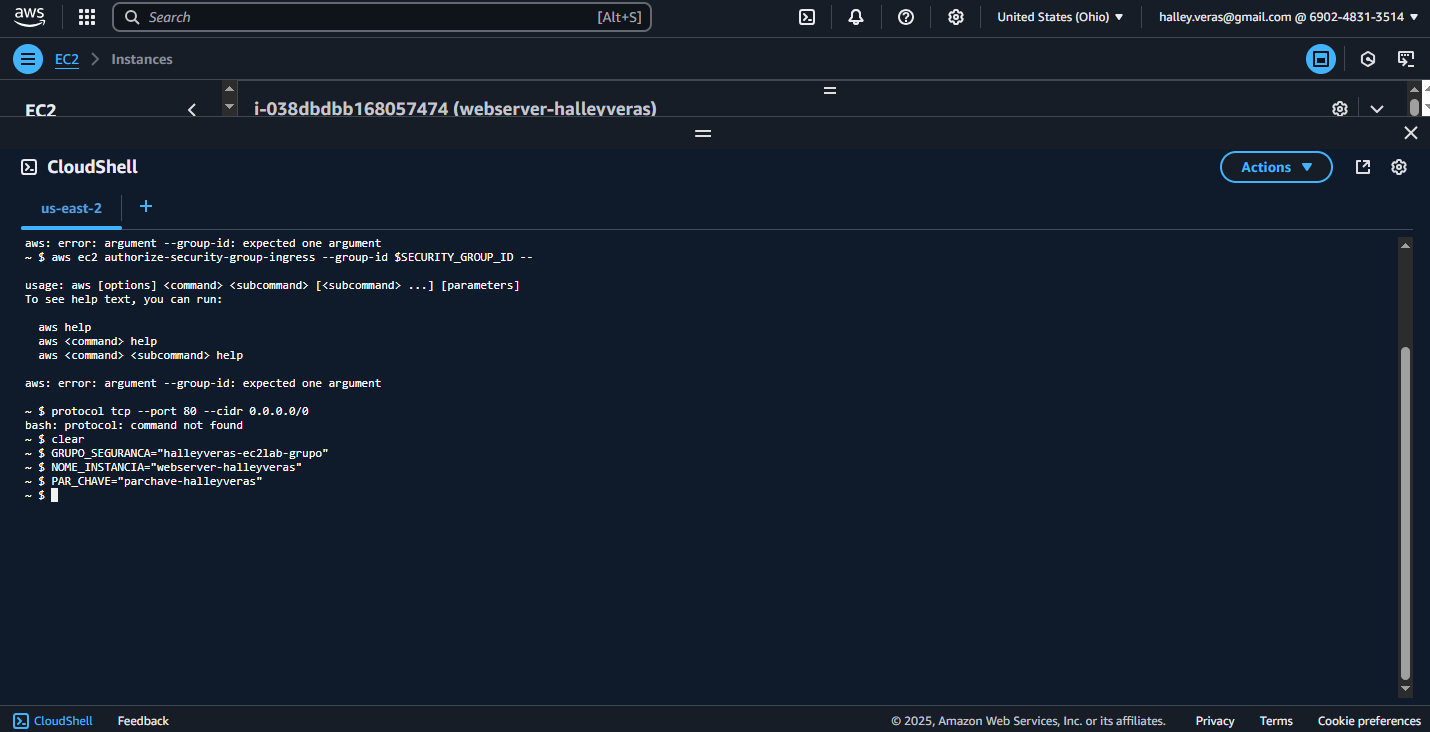 aws
Search
[Alt+S]
United States (Ohio)
halley.veras@gmail.com @ 6902-4831-3514
EC2
Instances
EC2
i-038dbdbb168057474 (webserver-halleyveras)
CloudShell
Actions
us-east-2
+
aws: error: argument --group-id: expected one argument
~ $ aws ec2 authorize-security-group-ingress --group-id $SECURITY_GROUP_ID --
usage: aws [options] <command> <subcommand> [<subcommand> ...] [parameters]
To see help text, you can run:
aws help
aws <command> help
aws <command> <subcommand> help
aws: error: argument --group-id: expected one argument
~ $ protocol tcp --port 80 --cidr 0.0.0.0/0
bash: protocol: command not found
~ $ clear
~ $ GRUPO_SEGURANCA="halleyveras-ec2lab-grupo"
~ $ NOME_INSTANCIA="webserver-halleyveras"
~ $ PAR_CHAVE="parchave-halleyveras"
~ $
CloudShell
Feedback
© 2025, Amazon Web Services, Inc. or its affiliates.
Privacy
Terms
Cookie preferences